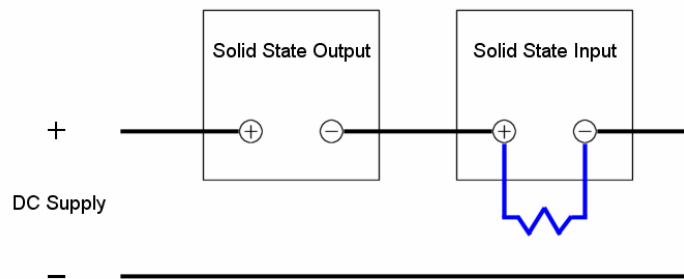 Solid State Output
Solid State Input
+
+
−
+
−
DC Supply
−